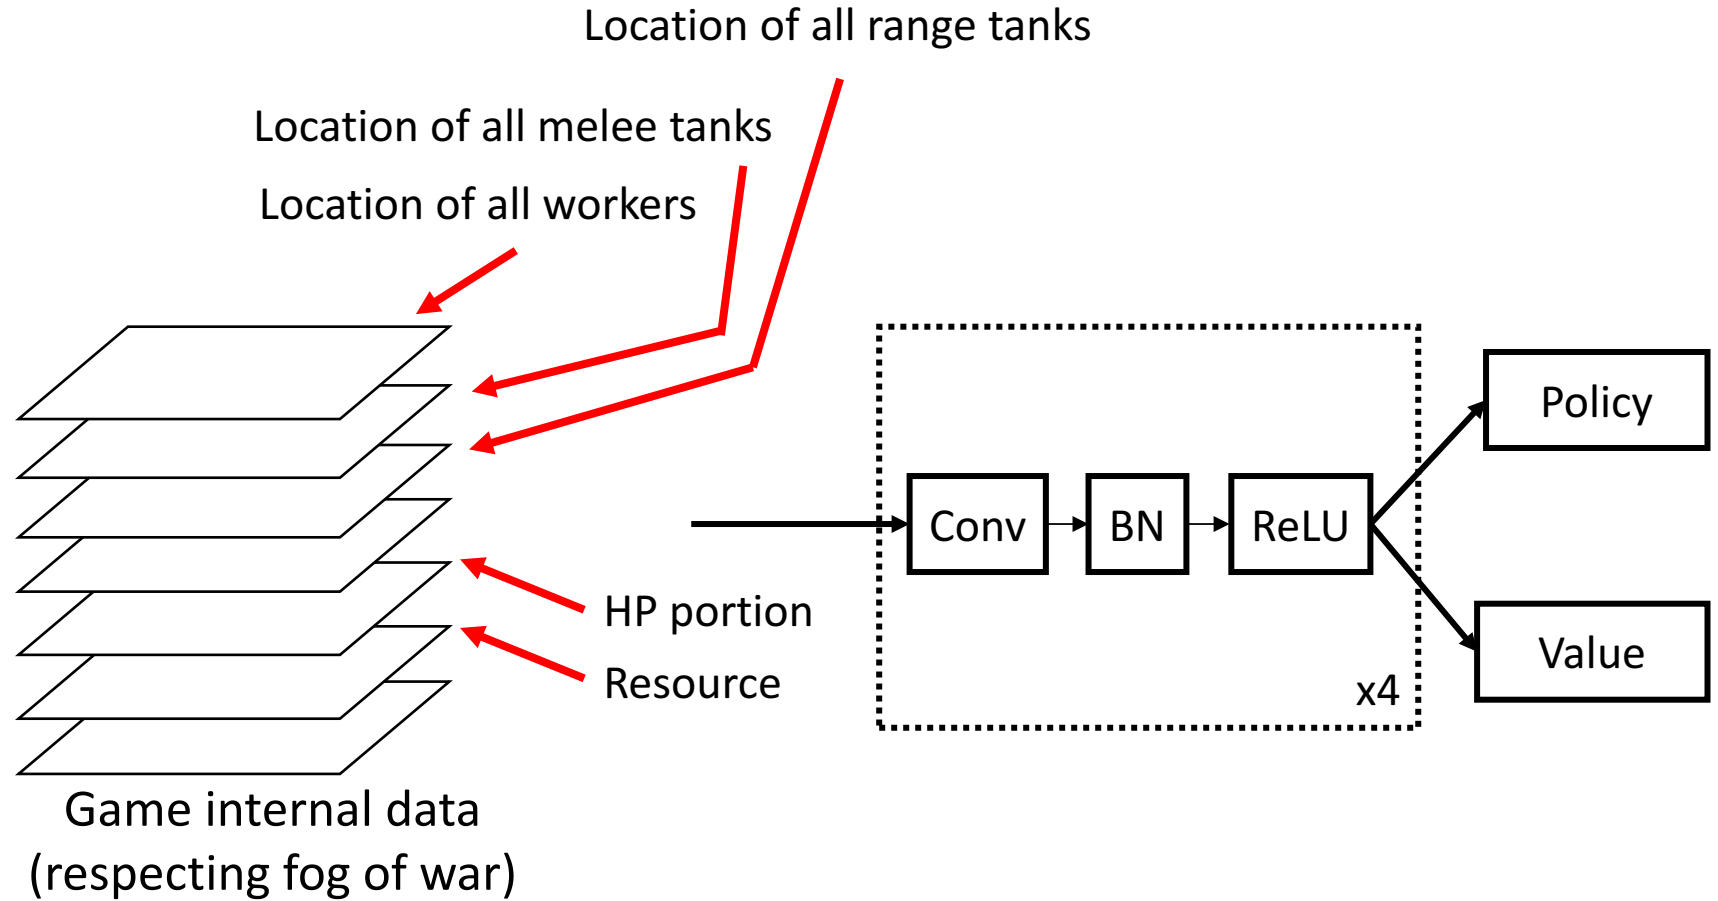 Location of all range tanks
Location of all melee tanks
Location of all workers
HP portion
Resource
Game internal data
(respecting fog of war)
Conv
BN
ReLU
x4
Policy
Value